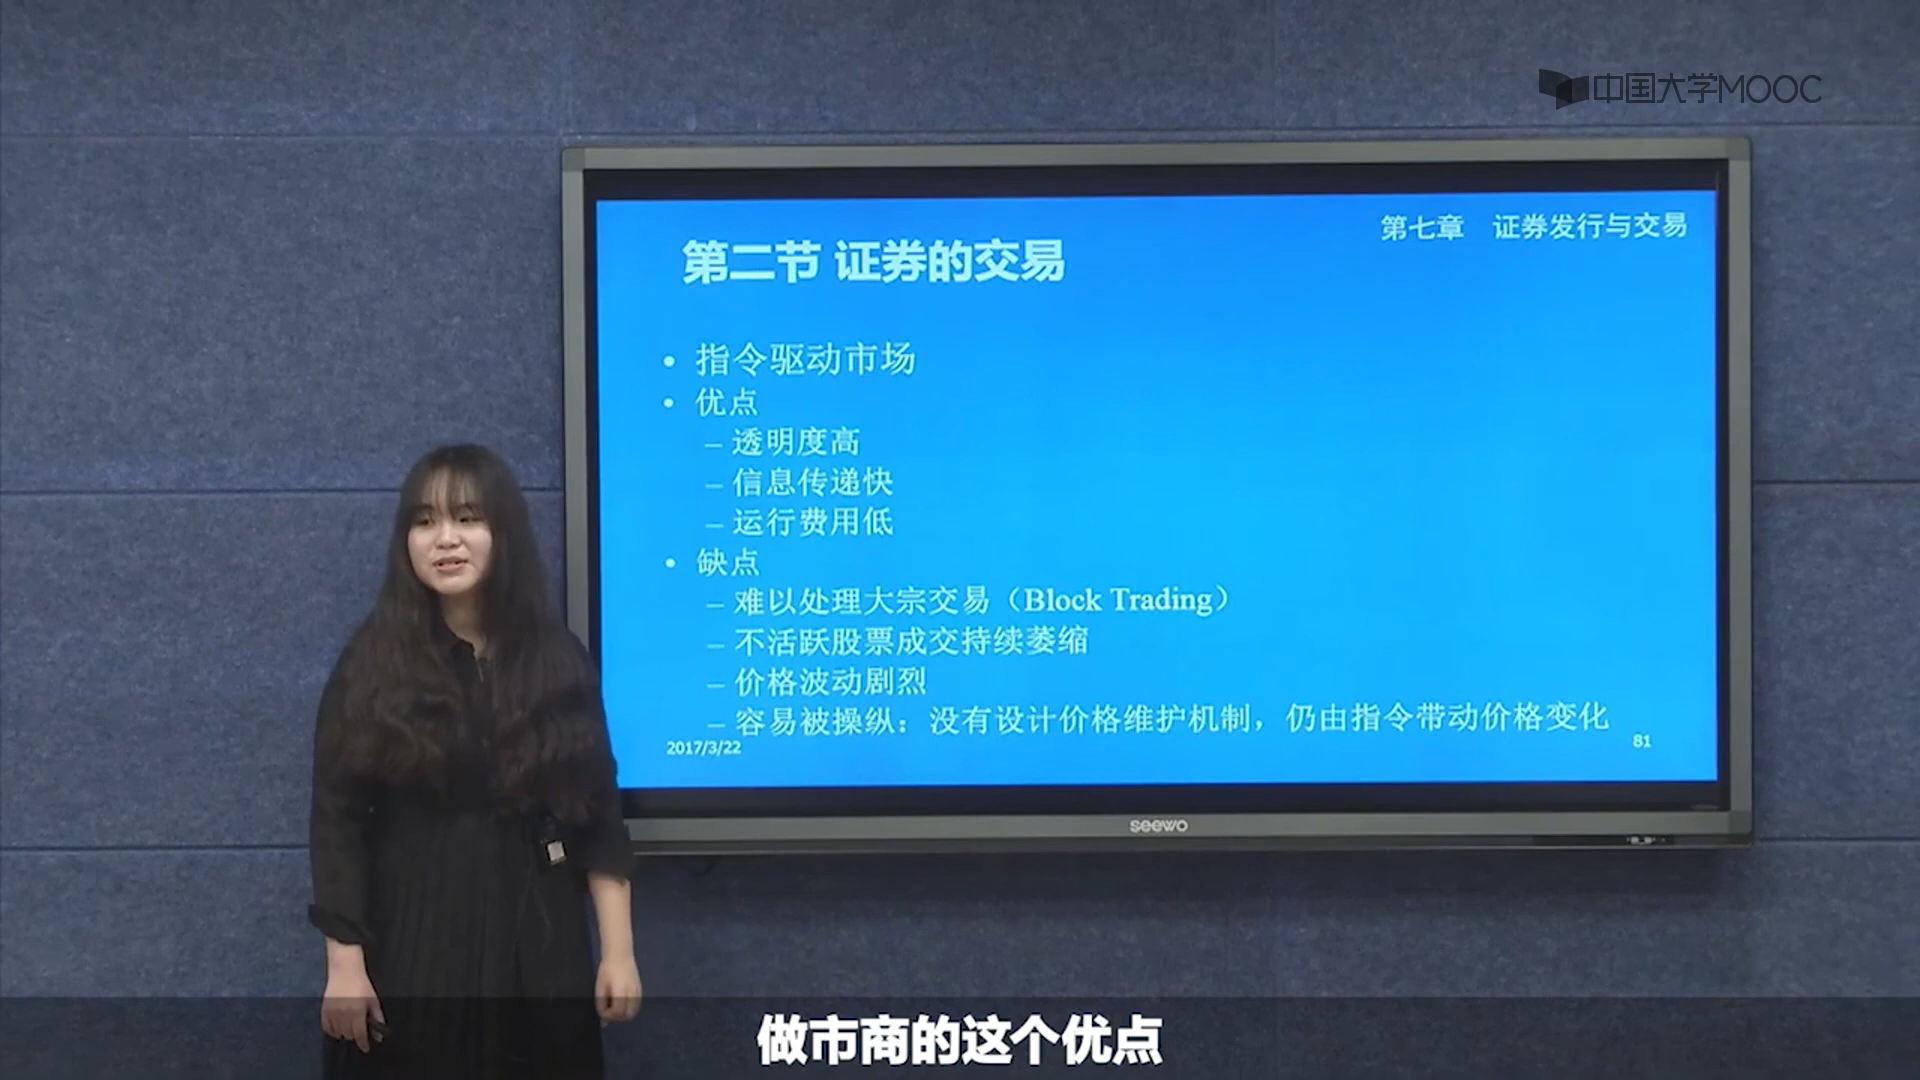 中国大学MOOC
第七章 证券发行与交易
第二节 证券的交易
• 指令驱动市场
• 优点
– 透明度高
– 信息传递快
– 运行费用低
• 缺点
– 难以处理大宗交易（Block Trading）
– 不活跃股票成交持续萎缩
– 价格波动剧烈
– 容易被操纵：没有设计价格维护机制，仍由指令带动价格变化
2017/3/22
81
seewo
做市商的这个优点